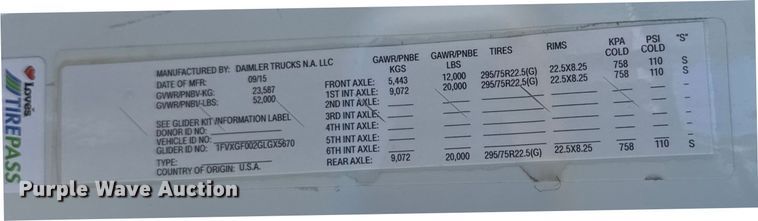 Love's
TIREPASS
MANUFACTURED BY: DAIMLER TRUCKS N.A. LLC
DATE OF MFR: 09/15
GVWR/PNBV-KG: 23,587
GVWR/PNBV-LBS: 52,000
SEE GLIDER KIT INFORMATION LABEL
DONOR ID NO:
VEHICLE ID NO:
GLIDER ID NO: 1FVXGF002GLGX5670
TYPE:
COUNTRY OF ORIGIN: U.S.A.
GAWR/PNBE KGS GAWR/PNBE LBS TIRES RIMS KPA COLD PSI COLD "S"
FRONT AXLE: 5,443 12,000 295/75R22.5(G) 22.5X8.25 758 110 S
1ST INT AXLE: 9,072 20,000 295/75R22.5(G) 22.5X8.25 758 110 S
2ND INT AXLE:
3RD INT AXLE:
4TH INT AXLE:
5TH INT AXLE:
6TH INT AXLE:
REAR AXLE: 9,072 20,000 295/75R22.5(G) 22.5X8.25 758 110 S
Purple Wave Auction